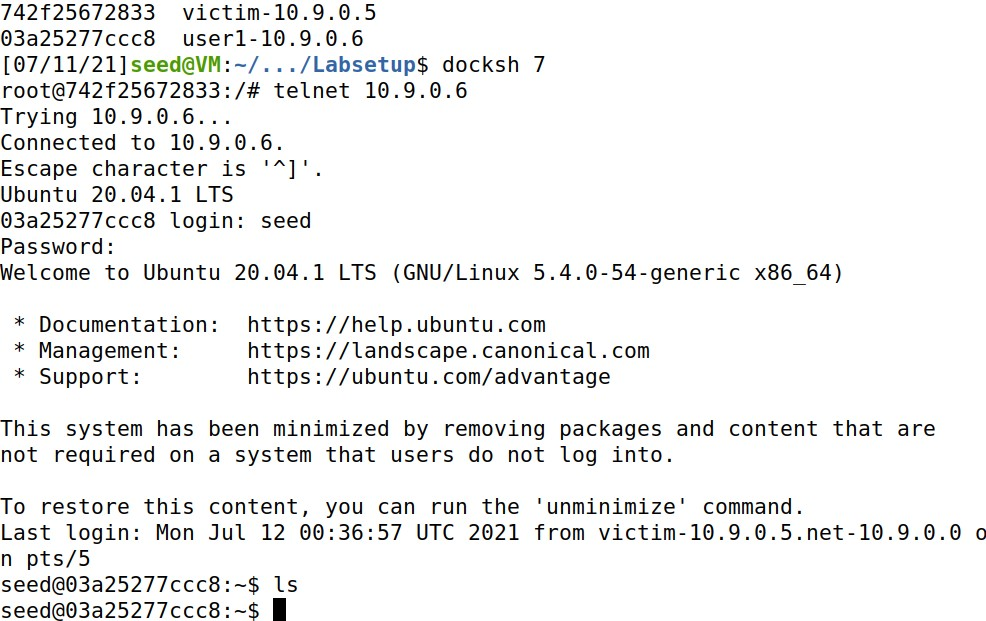 742f25672833  victim-10.9.0.5
03a25277ccc8  user1-10.9.0.6
[07/11/21]seed@VM:~/.../Labsetup$ docksh 7
root@742f25672833:/# telnet 10.9.0.6
Trying 10.9.0.6...
Connected to 10.9.0.6.
Escape character is '^]'.
Ubuntu 20.04.1 LTS
03a25277ccc8 login: seed
Password:
Welcome to Ubuntu 20.04.1 LTS (GNU/Linux 5.4.0-54-generic x86_64)

 * Documentation:  https://help.ubuntu.com
 * Management:     https://landscape.canonical.com
 * Support:        https://ubuntu.com/advantage

This system has been minimized by removing packages and content that are
not required on a system that users do not log into.

To restore this content, you can run the 'unminimize' command.
Last login: Mon Jul 12 00:36:57 UTC 2021 from victim-10.9.0.5.net-10.9.0.0 o
n pts/5
seed@03a25277ccc8:~$ ls
seed@03a25277ccc8:~$